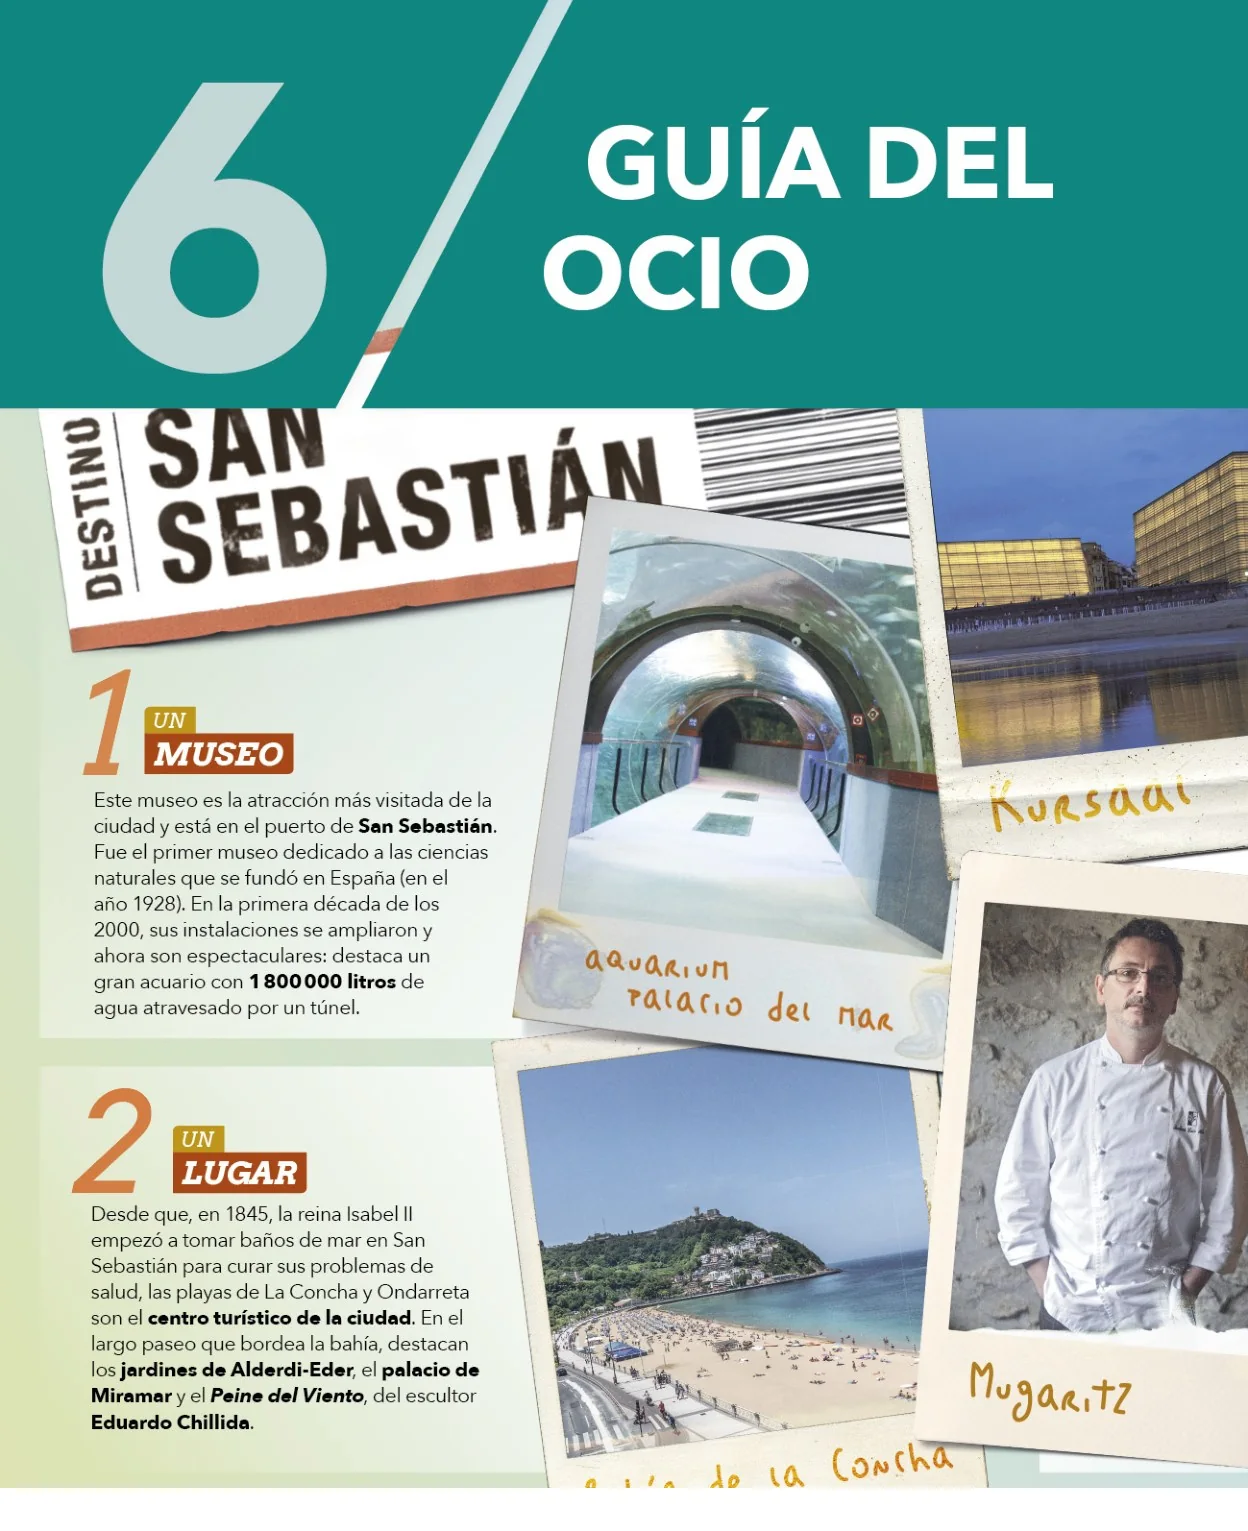 6
GUÍA DEL
OCIO
DESTINO
SAN
SEBASTIÁN
1
UN
MUSEO
Este museo es la atracción más visitada de la
ciudad y está en el puerto de San Sebastián.
Fue el primer museo dedicado a las ciencias
naturales que se fundó en España (en el
año 1928). En la primera década de los
2000, sus instalaciones se ampliaron y
ahora son espectaculares: destaca un
gran acuario con 1 800 000 litros de
agua atravesado por un túnel.
aquarium
palacio del mar
Kursaal
2
UN
LUGAR
Desde que, en 1845, la reina Isabel II
empezó a tomar baños de mar en San
Sebastián para curar sus problemas de
salud, las playas de La Concha y Ondarreta
son el centro turístico de la ciudad. En el
largo paseo que bordea la bahía, destacan
los jardines de Alderdi-Eder, el palacio de
Miramar y el Peine del Viento, del escultor
Eduardo Chillida.
Mugaritz
de la Concha